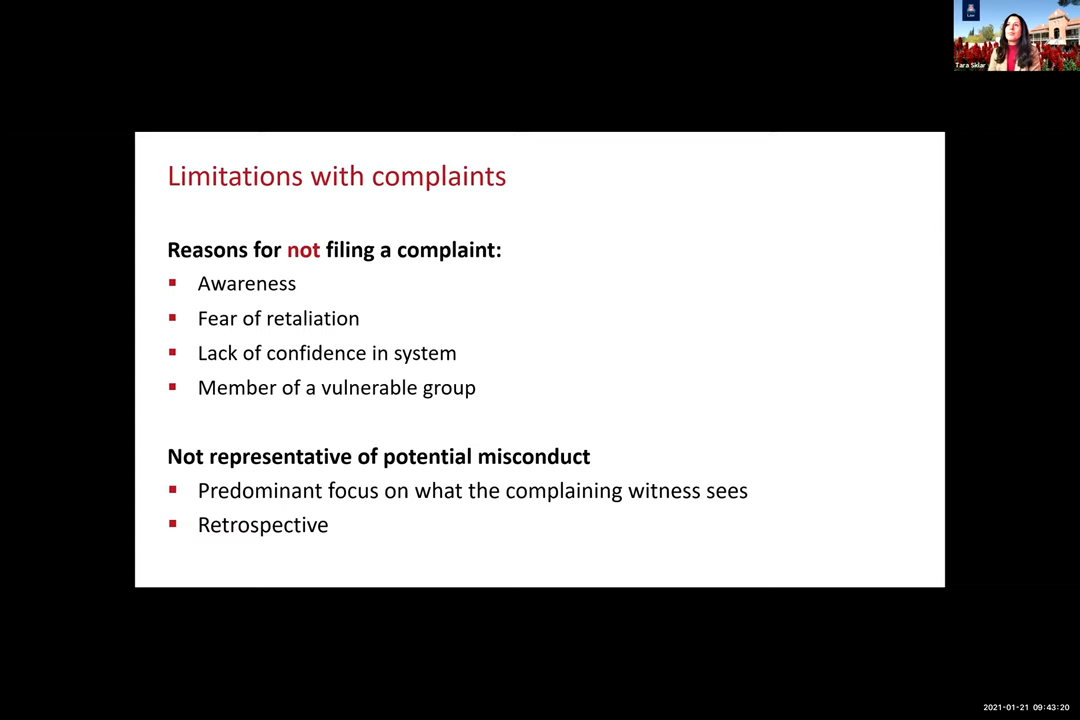 Law
Tara Sklar
Limitations with complaints
Reasons for not filing a complaint:
▪ Awareness
▪ Fear of retaliation
▪ Lack of confidence in system
▪ Member of a vulnerable group
Not representative of potential misconduct
▪ Predominant focus on what the complaining witness sees
▪ Retrospective
2021-01-21 09:43:20